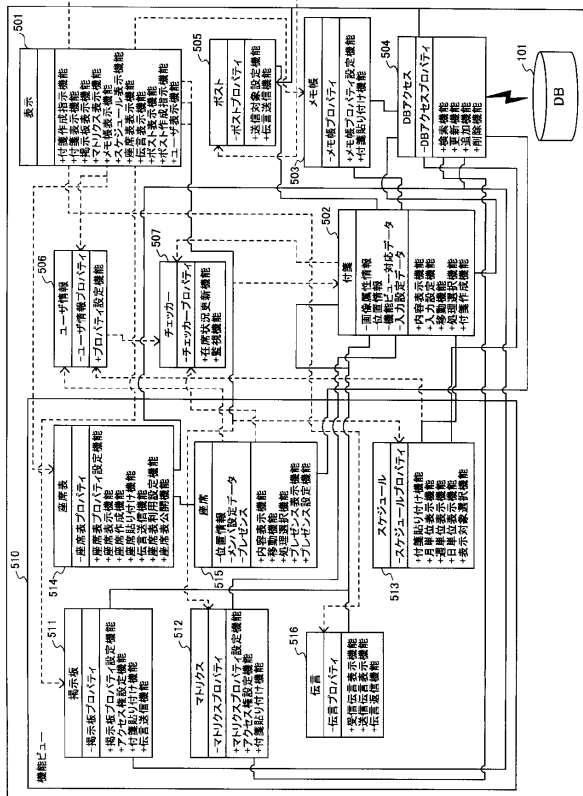 501
表示
+付箋作成指示機能
+付箋表示機能
+掲示板表示機能
+マトリクス表示機能
+メモ帳表示機能
+スケジュール表示機能
+座席表表示機能
+伝言表示機能
+ポスト表示機能
+ポスト作成指示機能
+ユーザ表示機能
505
ポスト
-ポストプロパティ
+送信対象設定機能
+伝言送信機能
503
メモ帳
-メモ帳プロパティ
+メモ帳プロパティ設定機能
+付箋貼り付け機能
504
DBアクセス
-DBアクセスプロパティ
+検索機能
+更新機能
+追加機能
+削除機能
101
DB
506
ユーザ情報
-ユーザ情報プロパティ
+プロパティ設定機能
507
チェッカー
-チェッカープロパティ
+在席状況更新機能
+監視機能
502
付箋
-画像属性情報
-位置情報
-機能ビュー対応データ
-入力設定データ
+内容表示機能
+入力設定機能
+移動機能
+処理選択機能
+付箋作成機能
510
機能ビュー
514
座席表
-座席表プロパティ
+座席表プロパティ設定機能
+座席表示機能
+座席作成機能
+座席貼り付け機能
+伝言送信機能
+座席表利用設定機能
+座席表公開機能
515
座席
-位置情報
-メンバ設定データ
-プレゼンス
+内容表示機能
+移動機能
+処理選択機能
+プレゼンス表示機能
+プレゼンス設定機能
513
スケジュール
-スケジュールプロパティ
+付箋貼り付け機能
+月単位表示機能
+週単位表示機能
+日単位表示機能
+表示対象選択機能
511
掲示板
-掲示板プロパティ
+掲示板プロパティ設定機能
+アクセス権設定機能
+付箋貼り付け機能
+伝言送信機能
512
マトリクス
-マトリクスプロパティ
+マトリクスプロパティ設定機能
+アクセス権設定機能
+付箋貼り付け機能
516
伝言
-伝言プロパティ
+受信伝言表示機能
+送信伝言表示機能
+伝言返信機能